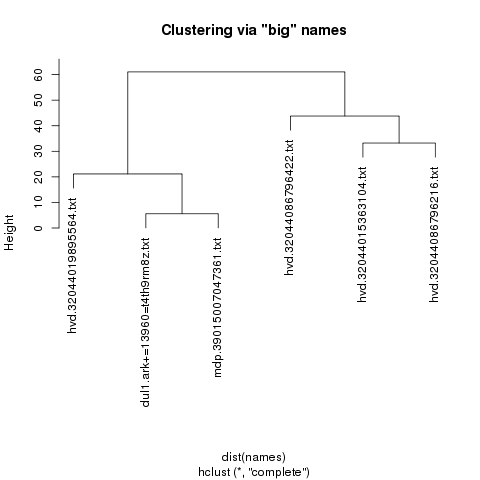 Clustering via "big" names
Height
60
50
40
30
20
10
0
hvd.32044019895564.txt
dul1.ark+=13960=t4th9rm8z.txt
mdp.39015007047361.txt
hvd.32044086796422.txt
hvd.32044015363104.txt
hvd.32044086796216.txt
dist(names)
hclust (*, "complete")